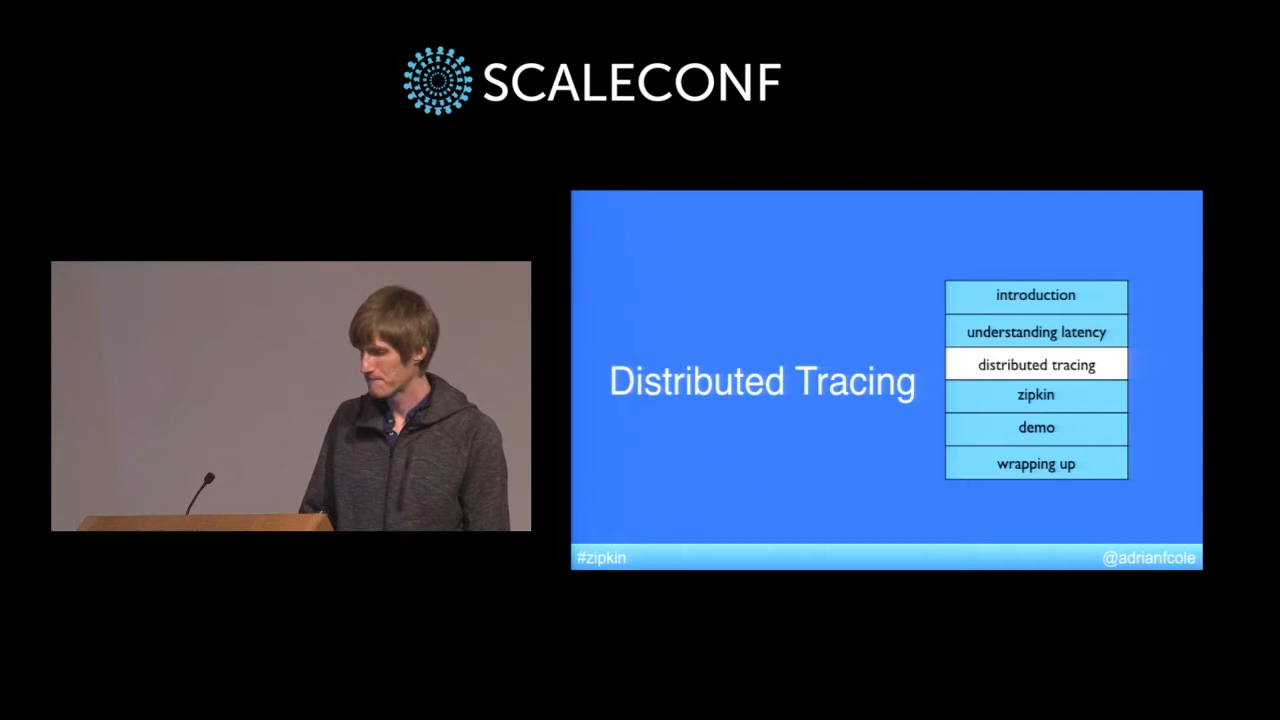 SCALECONF
Distributed Tracing
introduction
understanding latency
distributed tracing
zipkin
demo
wrapping up
#zipkin
@adrianfcole